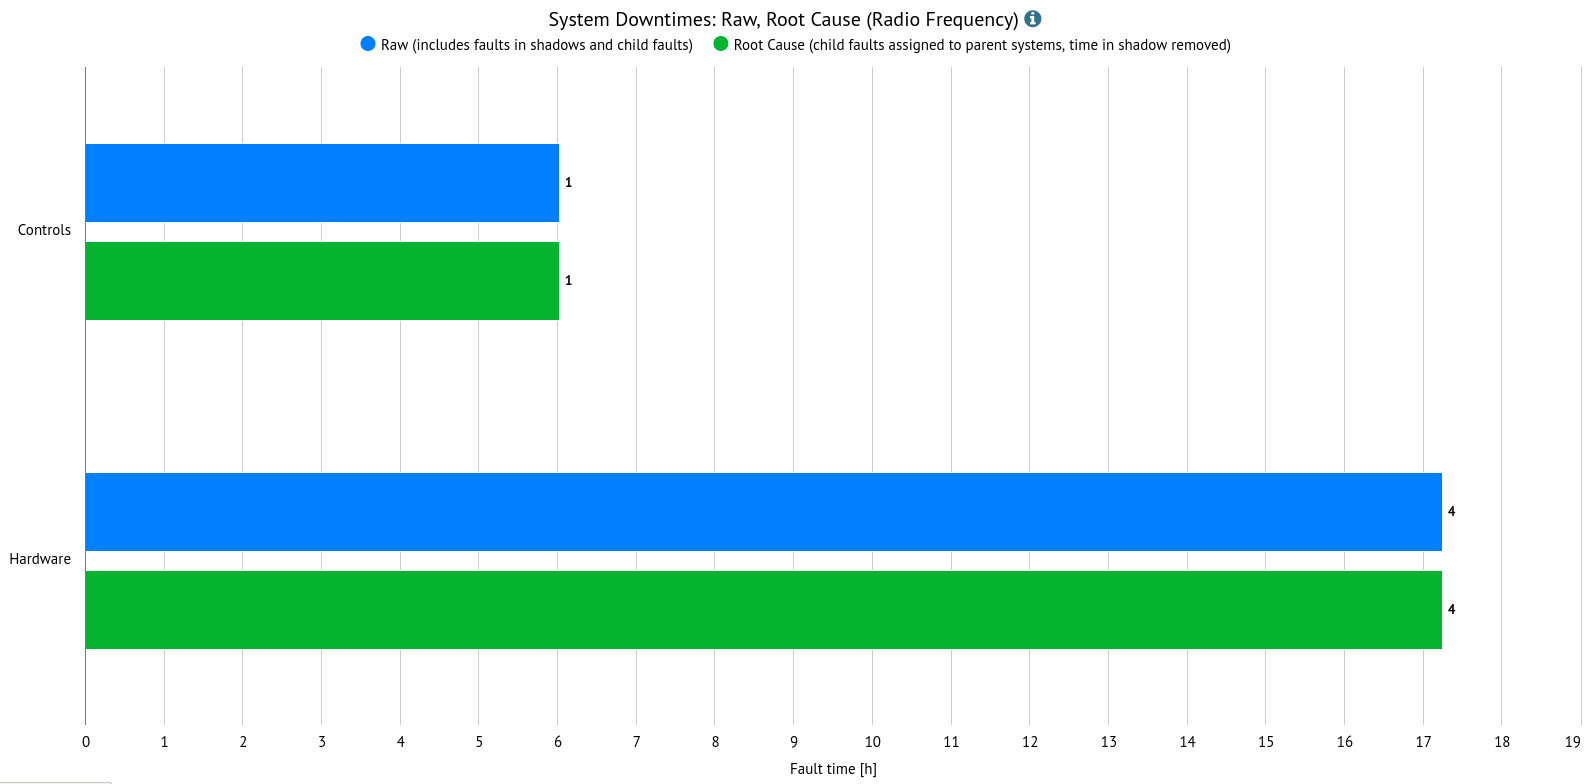 System Downtimes: Raw, Root Cause (Radio Frequency)
Raw (includes faults in shadows and child faults) Root Cause (child faults assigned to parent systems, time in shadow removed)
1
Controls
1
4
Hardware
4
0 1 2 3 4 5 6 7 8 9 10 11 12 13 14 15 16 17 18 19
Fault time [h]